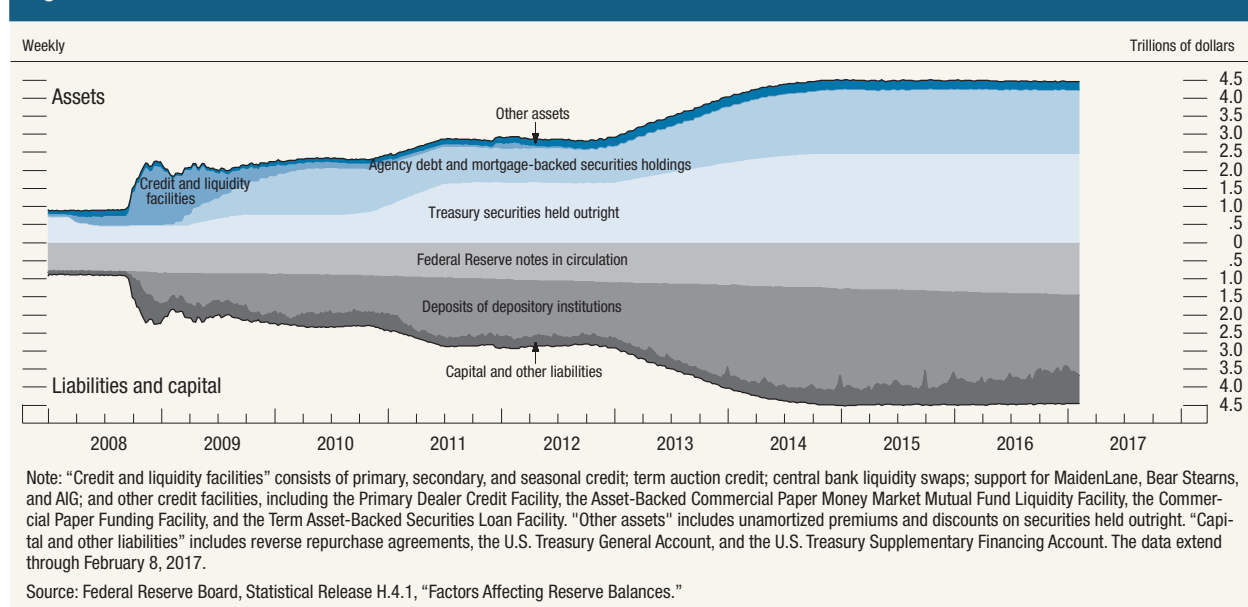 Weekly
Trillions of dollars
Assets
Other assets
Agency debt and mortgage-backed securities holdings
Credit and liquidity
facilities
Treasury securities held outright
Federal Reserve notes in circulation
Deposits of depository institutions
Capital and other liabilities
Liabilities and capital
4.5
4.0
3.5
3.0
2.5
2.0
1.5
1.0
.5
0
.5
1.0
1.5
2.0
2.5
3.0
3.5
4.0
4.5
2008 2009 2010 2011 2012 2013 2014 2015 2016 2017
Note: “Credit and liquidity facilities” consists of primary, secondary, and seasonal credit; term auction credit; central bank liquidity swaps; support for MaidenLane, Bear Stearns,
and AIG; and other credit facilities, including the Primary Dealer Credit Facility, the Asset-Backed Commercial Paper Money Market Mutual Fund Liquidity Facility, the Commer-
cial Paper Funding Facility, and the Term Asset-Backed Securities Loan Facility. "Other assets" includes unamortized premiums and discounts on securities held outright. “Capi-
tal and other liabilities” includes reverse repurchase agreements, the U.S. Treasury General Account, and the U.S. Treasury Supplementary Financing Account. The data extend
through February 8, 2017.
Source: Federal Reserve Board, Statistical Release H.4.1, “Factors Affecting Reserve Balances.”